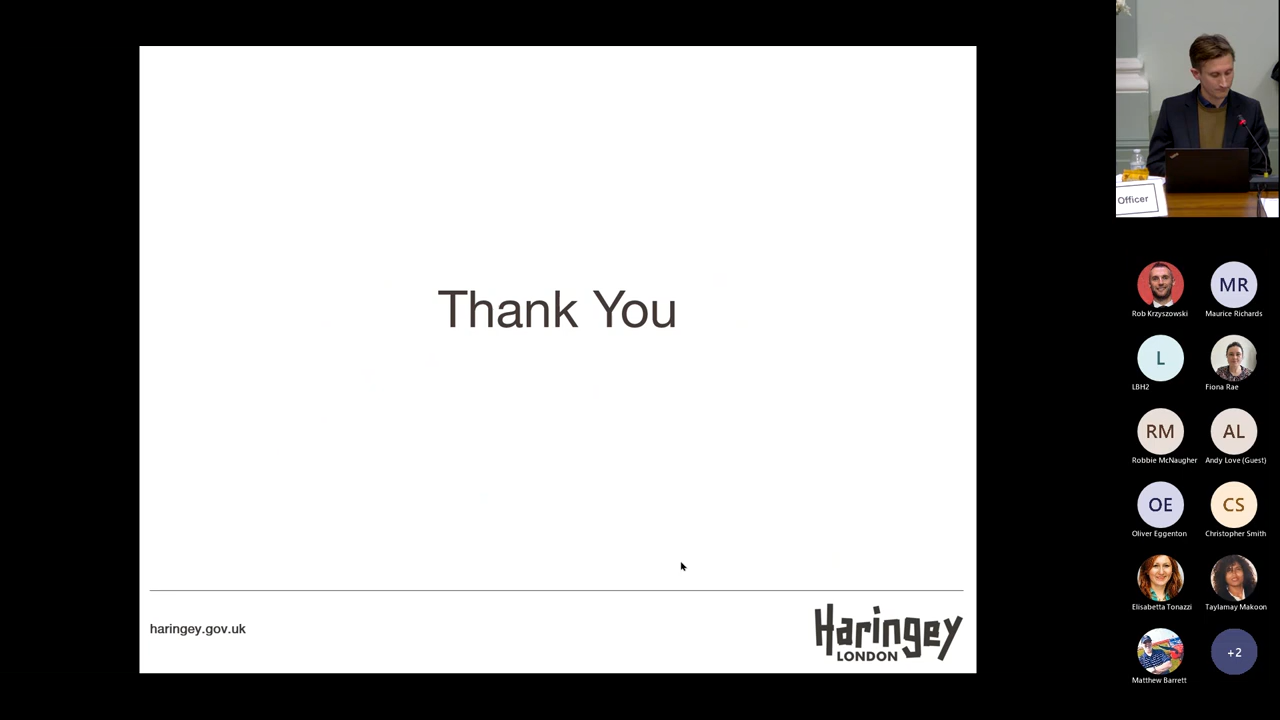 Thank You
haringey.gov.uk
Haringey
LONDON
Officer
Rob Krzyszowski
MR
Maurice Richards
L
LBH2
Fiona Rae
RM
Robbie McNaugher
AL
Andy Love (Guest)
OE
Oliver Eggenton
CS
Christopher Smith
Elisabetta Tonazzi
Taylamay Makoon
Matthew Barrett
+2